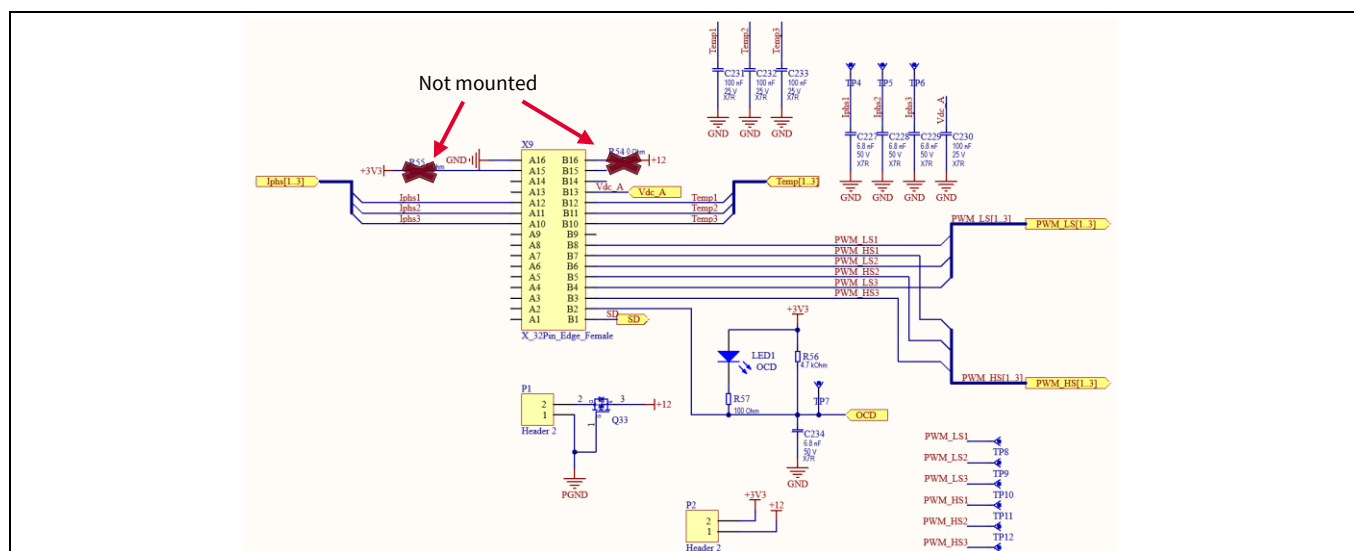 Not mounted
Temp1
Temp2
Temp3
C231
100 nF
25 V
X7R
GND
C232
100 nF
25 V
X7R
GND
C233
100 nF
25 V
X7R
GND
TP4
TP5
TP6
Iphs1
Iphs2
Iphs3
Vdc_A
C227
6.8 nF
50 V
X7R
GND
C228
6.8 nF
50 V
X7R
GND
C229
6.8 nF
50 V
X7R
GND
C230
100 nF
25 V
X7R
GND
X9
+3V3
R55
GND
R54 0 Ohm
+12
A16 B16
A15 B15
A14 B14
A13 B13
A12 B12
A11 B11
A10 B10
A9 B9
A8 B8
A7 B7
A6 B6
A5 B5
A4 B4
A3 B3
A2 B2
A1 B1
X_32Pin_Edge_Female
Iphs[1..3]
Iphs1
Iphs2
Iphs3
Vdc_A
Vdc_A
Temp1
Temp2
Temp3
Temp[1..3]
PWM_LS1
PWM_HS1
PWM_LS2
PWM_HS2
PWM_LS3
PWM_HS3
PWM_LS[1..3]
PWM_LS[1..3]
PWM_HS[1..3]
PWM_HS[1..3]
SD
SD
+3V3
LED1
OCD
R56
4.7 kOhm
R57
100 Ohm
TP7
OCD
C234
6.8 nF
50 V
X7R
GND
P1
2
1
Header 2
2
3
1
Q33
+12
PGND
P2
2
1
Header 2
+3V3
+12
PWM_LS1
TP8
PWM_LS2
TP9
PWM_LS3
TP10
PWM_HS1
TP11
PWM_HS2
TP12
PWM_HS3